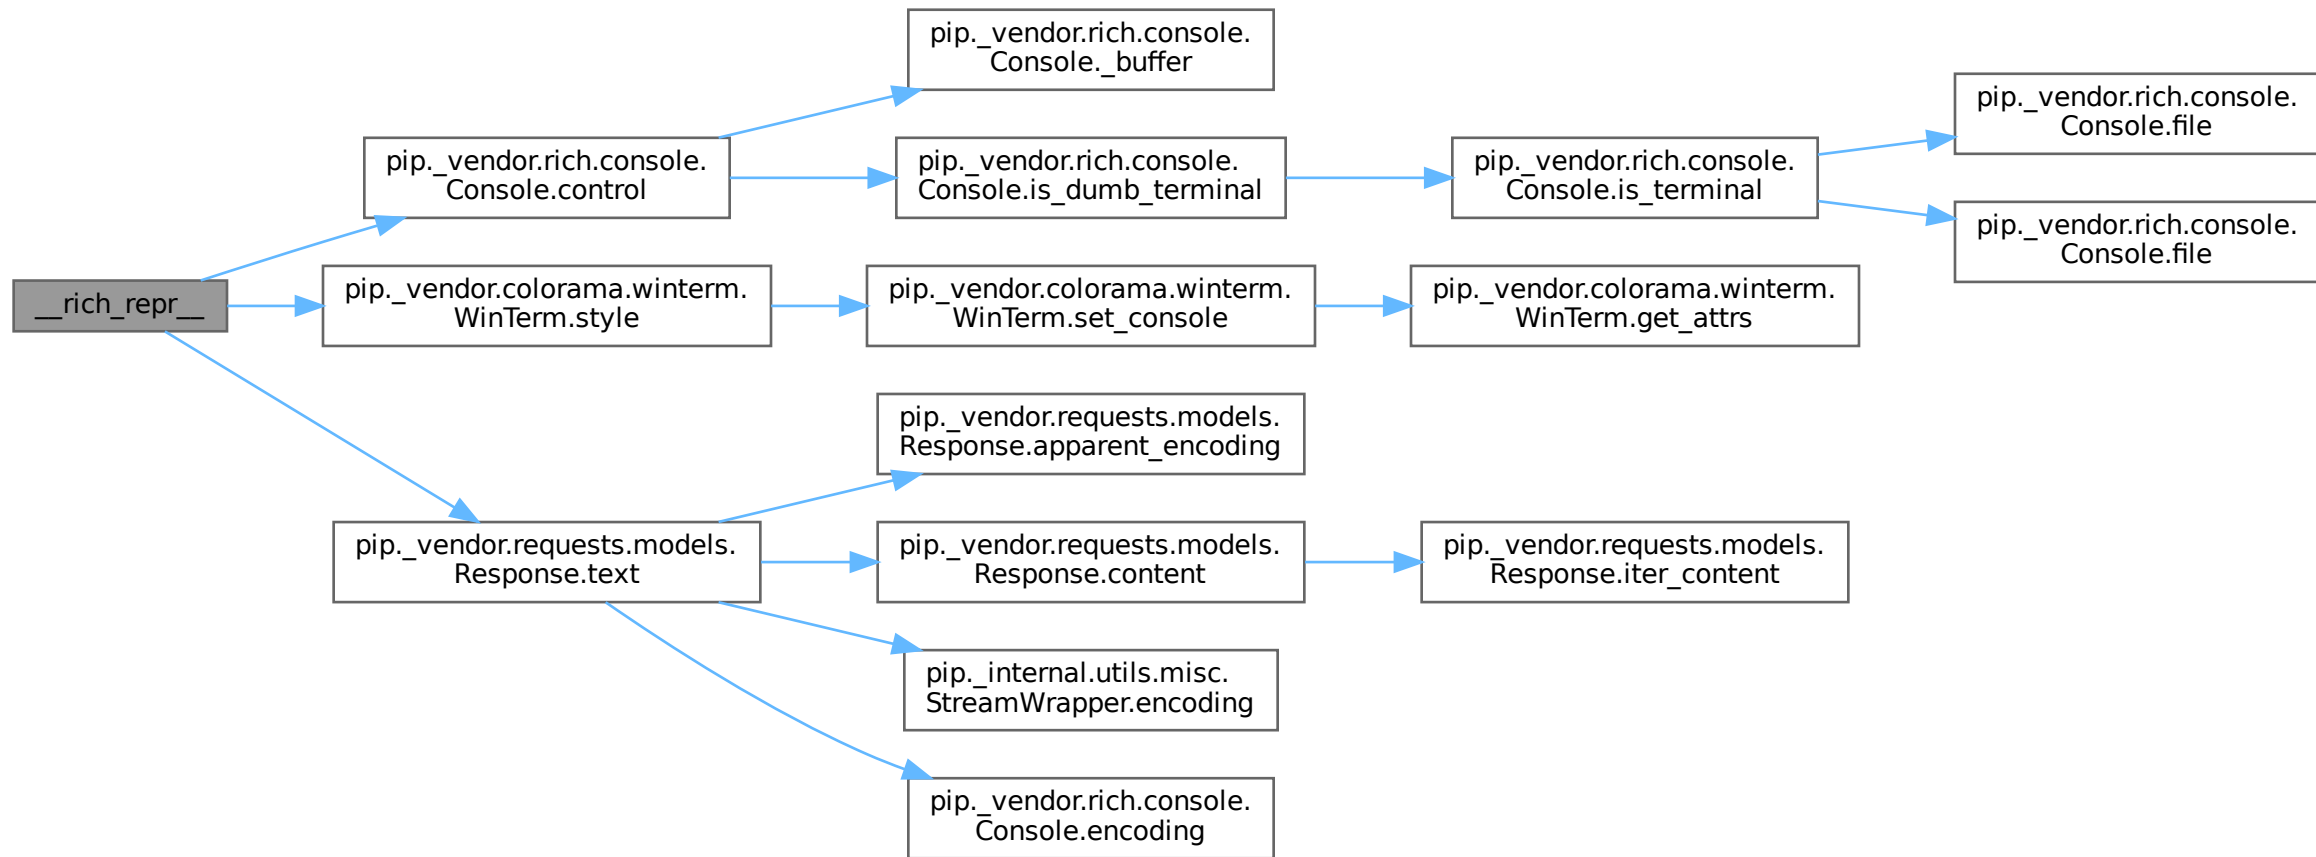 __rich_repr__
pip._vendor.rich.console.
Console.control
pip._vendor.rich.console.
Console._buffer
pip._vendor.rich.console.
Console.is_dumb_terminal
pip._vendor.rich.console.
Console.is_terminal
pip._vendor.rich.console.
Console.file
pip._vendor.rich.console.
Console.file
pip._vendor.colorama.winterm.
WinTerm.style
pip._vendor.colorama.winterm.
WinTerm.set_console
pip._vendor.colorama.winterm.
WinTerm.get_attrs
pip._vendor.requests.models.
Response.text
pip._vendor.requests.models.
Response.apparent_encoding
pip._vendor.requests.models.
Response.content
pip._vendor.requests.models.
Response.iter_content
pip._internal.utils.misc.
StreamWrapper.encoding
pip._vendor.rich.console.
Console.encoding